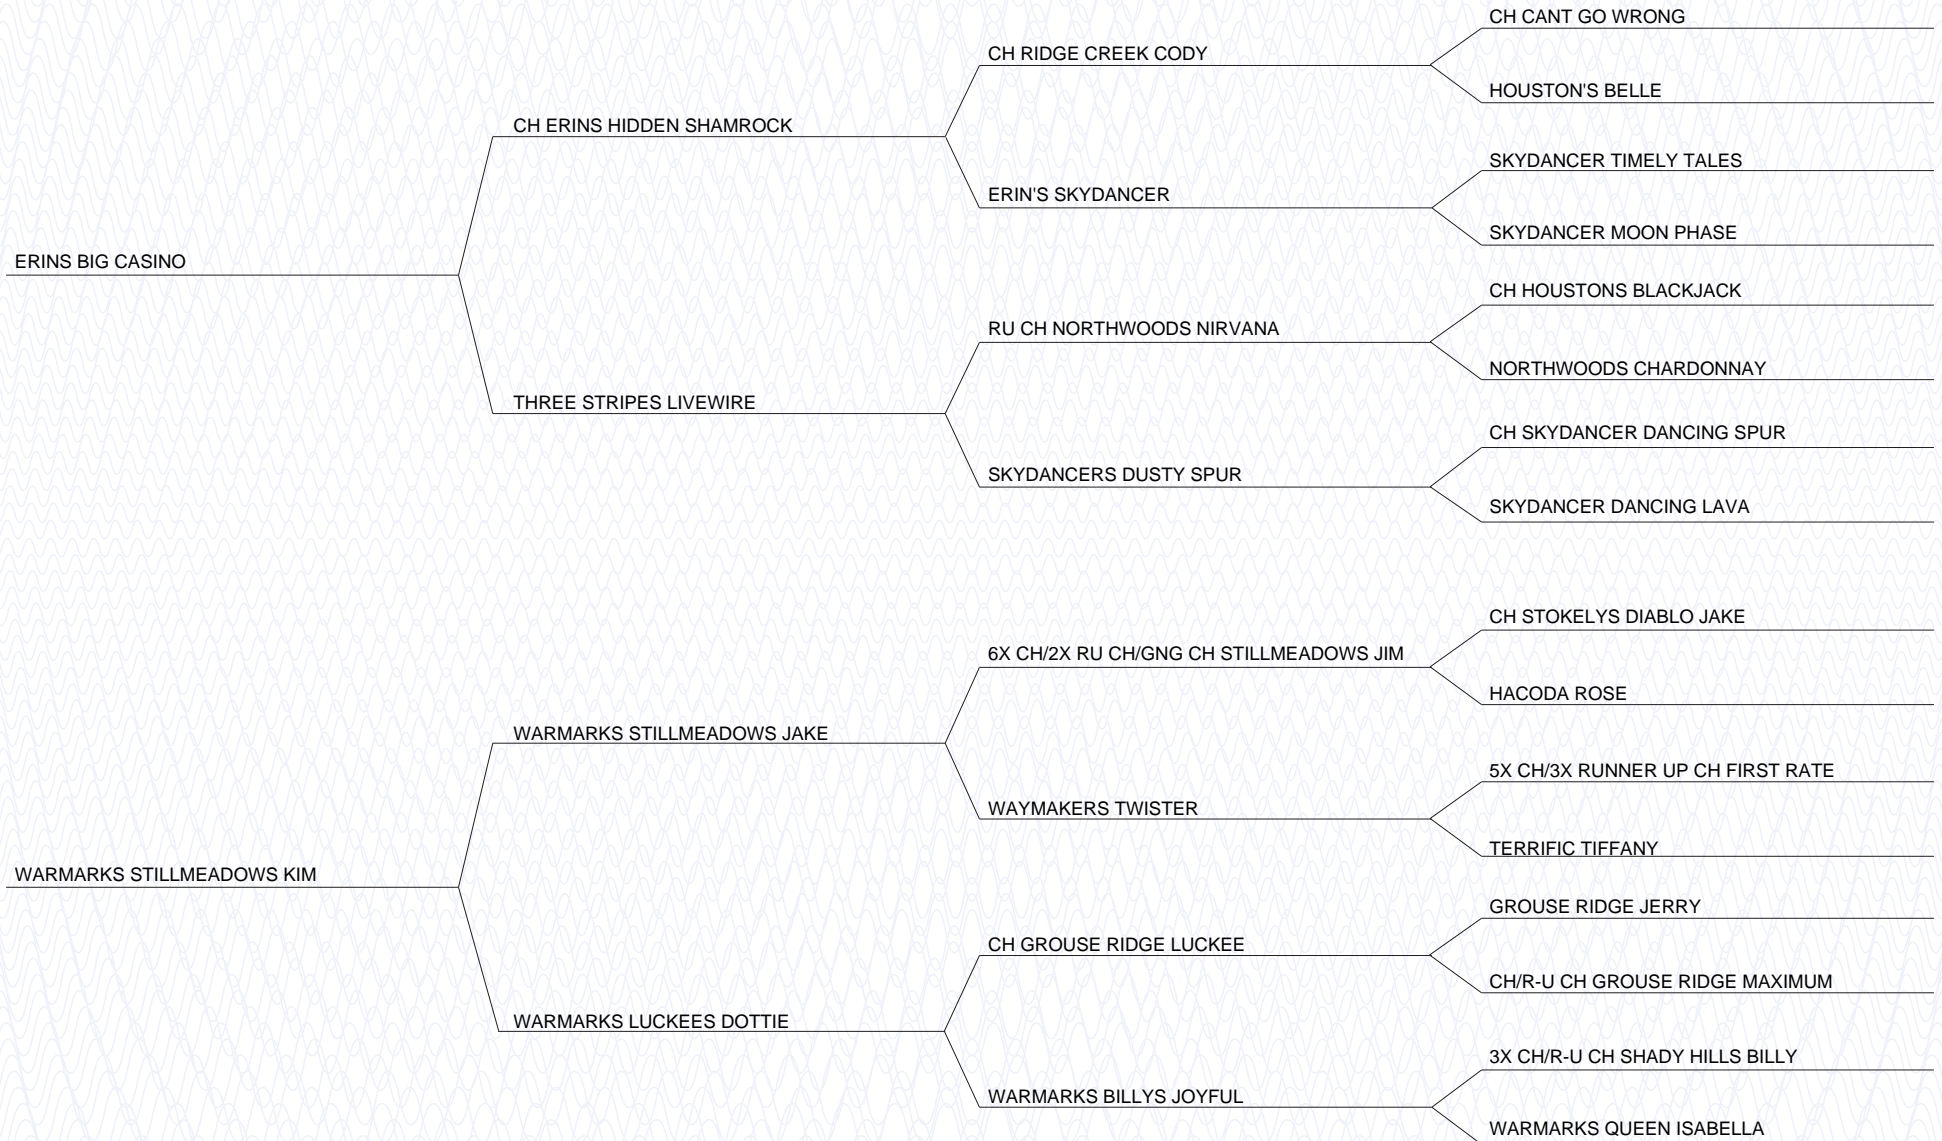 CH CANT GO WRONG
CH RIDGE CREEK CODY
HOUSTON'S BELLE
CH ERINS HIDDEN SHAMROCK
SKYDANCER TIMELY TALES
ERIN'S SKYDANCER
SKYDANCER MOON PHASE
ERINS BIG CASINO
CH HOUSTONS BLACKJACK
RU CH NORTHWOODS NIRVANA
NORTHWOODS CHARDONNAY
THREE STRIPES LIVEWIRE
CH SKYDANCER DANCING SPUR
SKYDANCERS DUSTY SPUR
SKYDANCER DANCING LAVA
CH STOKELYS DIABLO JAKE
6X CH/2X RU CH/GNG CH STILLMEADOWS JIM
HACODA ROSE
WARMARKS STILLMEADOWS JAKE
5X CH/3X RUNNER UP CH FIRST RATE
WAYMAKERS TWISTER
TERRIFIC TIFFANY
WARMARKS STILLMEADOWS KIM
GROUSE RIDGE JERRY
CH GROUSE RIDGE LUCKEE
CH/R-U CH GROUSE RIDGE MAXIMUM
WARMARKS LUCKEES DOTTIE
3X CH/R-U CH SHADY HILLS BILLY
WARMARKS BILLYS JOYFUL
WARMARKS QUEEN ISABELLA